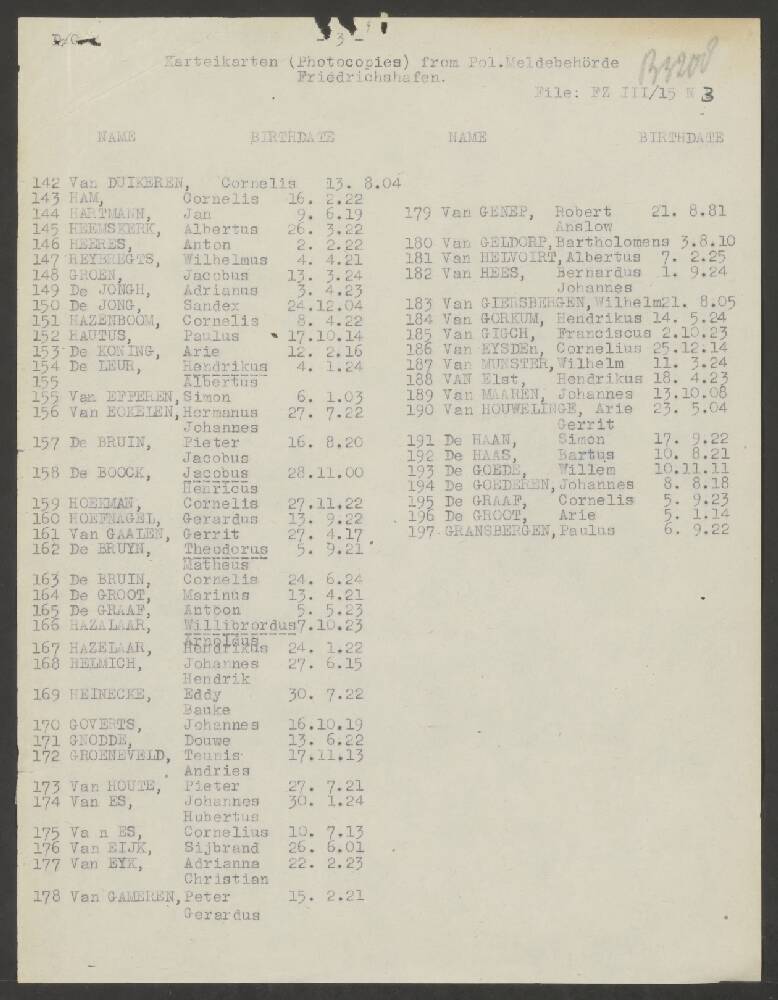 - 3 -
Karteikarten (Photocopies) from Pol.Meldebehörde
Friedrichshafen.
B3208
File: FZ III/15 N 3
NAME BIRTHDATE
142 Van DUIKEREN, Cornelis 13. 8.04
143 HAM, Cornelis 16. 2.22
144 HARTMANN, Jan 9. 6.19
145 HEEMSKERK, Albertus 26. 3.22
146 HEERES, Anton 2. 2.22
147 REYBREGTS, Wilhelmus 4. 4.21
148 GROEN, Jacobus 13. 3.24
149 De JONGH, Adrianus 3. 4.23
150 De JONG, Sandex 24.12.04
151 HAZENBOOM, Cornelis 8. 4.22
152 HAUTUS, Paulus 17.10.14
153 De KONING, Arie 12. 2.16
154 De LEUR, Hendrikus 4. 1.24
155 Albertus
155 Van EFFEREN, Simon 6. 1.03
156 Van EOKELEN, Hermanus 27. 7.22
Johannes
157 De BRUIN, Pieter 16. 8.20
Jacobus
158 De BOOCK, Jacobus 28.11.00
Henricus
159 HOEKMAN, Cornelis 27.11.22
160 HOEFNAGEL, Gerardus 13. 9.22
161 Van GAALEN, Gerrit 27. 4.17
162 De BRUYN, Theodorus 5. 9.21
Matheus
163 De BRUIN, Cornelis 24. 6.24
164 De GROOT, Marinus 13. 4.21
165 De GRAAF, Antoon 5. 5.23
166 HAZALAAR, Willibrordus7.10.23
Arnoldus
167 HAZELAAR, Hendrikus 24. 1.22
168 HELMICH, Johannes 27. 6.15
Hendrik
169 HEINECKE, Eddy 30. 7.22
Bauke
170 GOVERTS, Johannes 16.10.19
171 GNODDE, Douwe 13. 6.22
172 GROENEVELD, Teunis 17.11.13
Andries
173 Van HOUTE, Pieter 27. 7.21
174 Van ES, Johannes 30. 1.24
Hubertus
175 Va n ES, Cornelius 10. 7.13
176 Van EIJK, Sijbrand 26. 6.01
177 Van EYK, Adrianna 22. 2.23
Christian
178 Van GAMEREN, Peter 15. 2.21
Gerardus
NAME BIRTHDATE
179 Van GENEP, Robert 21. 8.81
Anslow
180 Van GELDORP, Bartholomens 3.8.10
181 Van HELVOIRT, Albertus 7. 2.25
182 Van HEES, Bernardus 1. 9.24
Johannes
183 Van GIERSBERGEN, Wilhelm21. 8.05
184 Van GORKUM, Hendrikus 14. 5.24
185 Van GIGCH, Franciscus 2.10.23
186 Van EYSDEn, Cornelius 25.12.14
187 Van MUNSTER, Wilhelm 11. 3.24
188 VAN Elst, Hendrikus 18. 4.23
189 Van MAAREN, Johannes 13.10.08
190 Van HOUWELINGE, Arie 23. 5.04
Gerrit
191 De HAAN, Simon 17. 9.22
192 De HAAS, Bartus 10. 8.21
193 De GOEDE, Willem 10.11.11
194 De GOEDEREN, Johannes 8. 8.18
195 De GRAAF, Cornelis 5. 9.23
196 De GROOT, Arie 5. 1.14
197 GRANSBERGEN, Paulus 6. 9.22